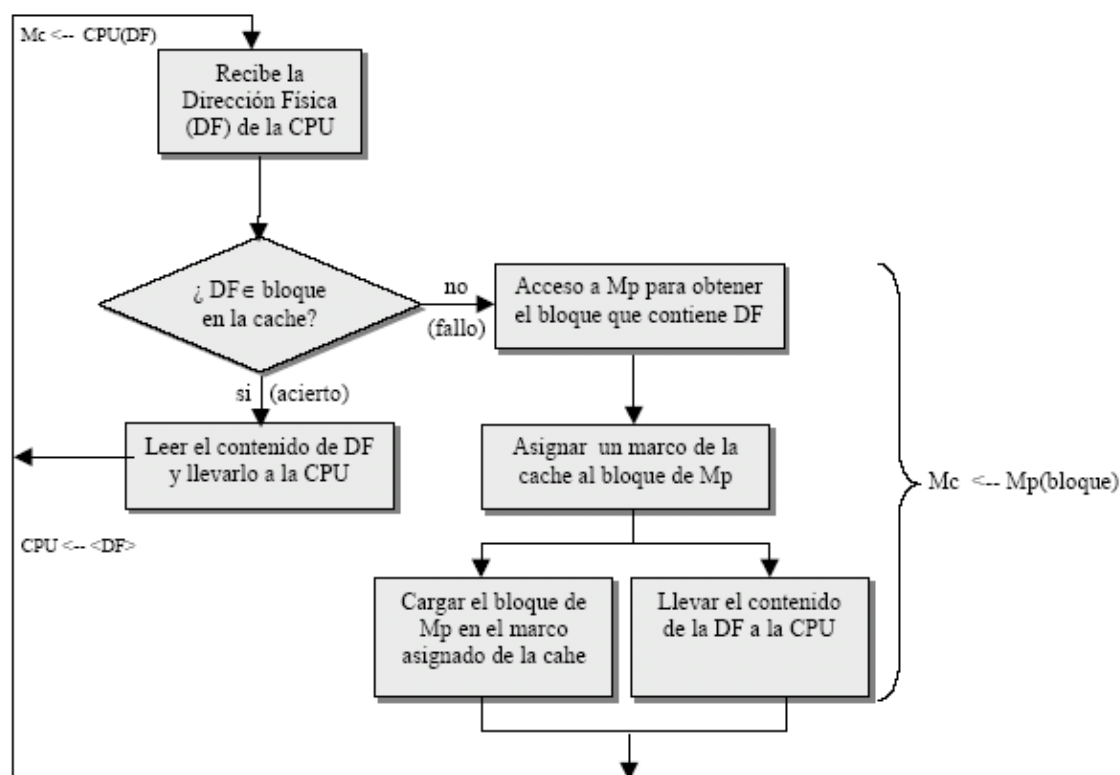 Mc <-- CPU(DF)
Recibe la
Dirección Física
(DF) de la CPU
¿ DF∈ bloque
en la cache?
no
(fallo)
Acceso a Mp para obtener
el bloque que contiene DF
si (acierto)
Leer el contenido de DF
y llevarlo a la CPU
Asignar un marco de la
cache al bloque de Mp
Mc <-- Mp(bloque)
CPU <-- <DF>
Cargar el bloque de
Mp en el marco
asignado de la cahe
Llevar el contenido
de la DF a la CPU